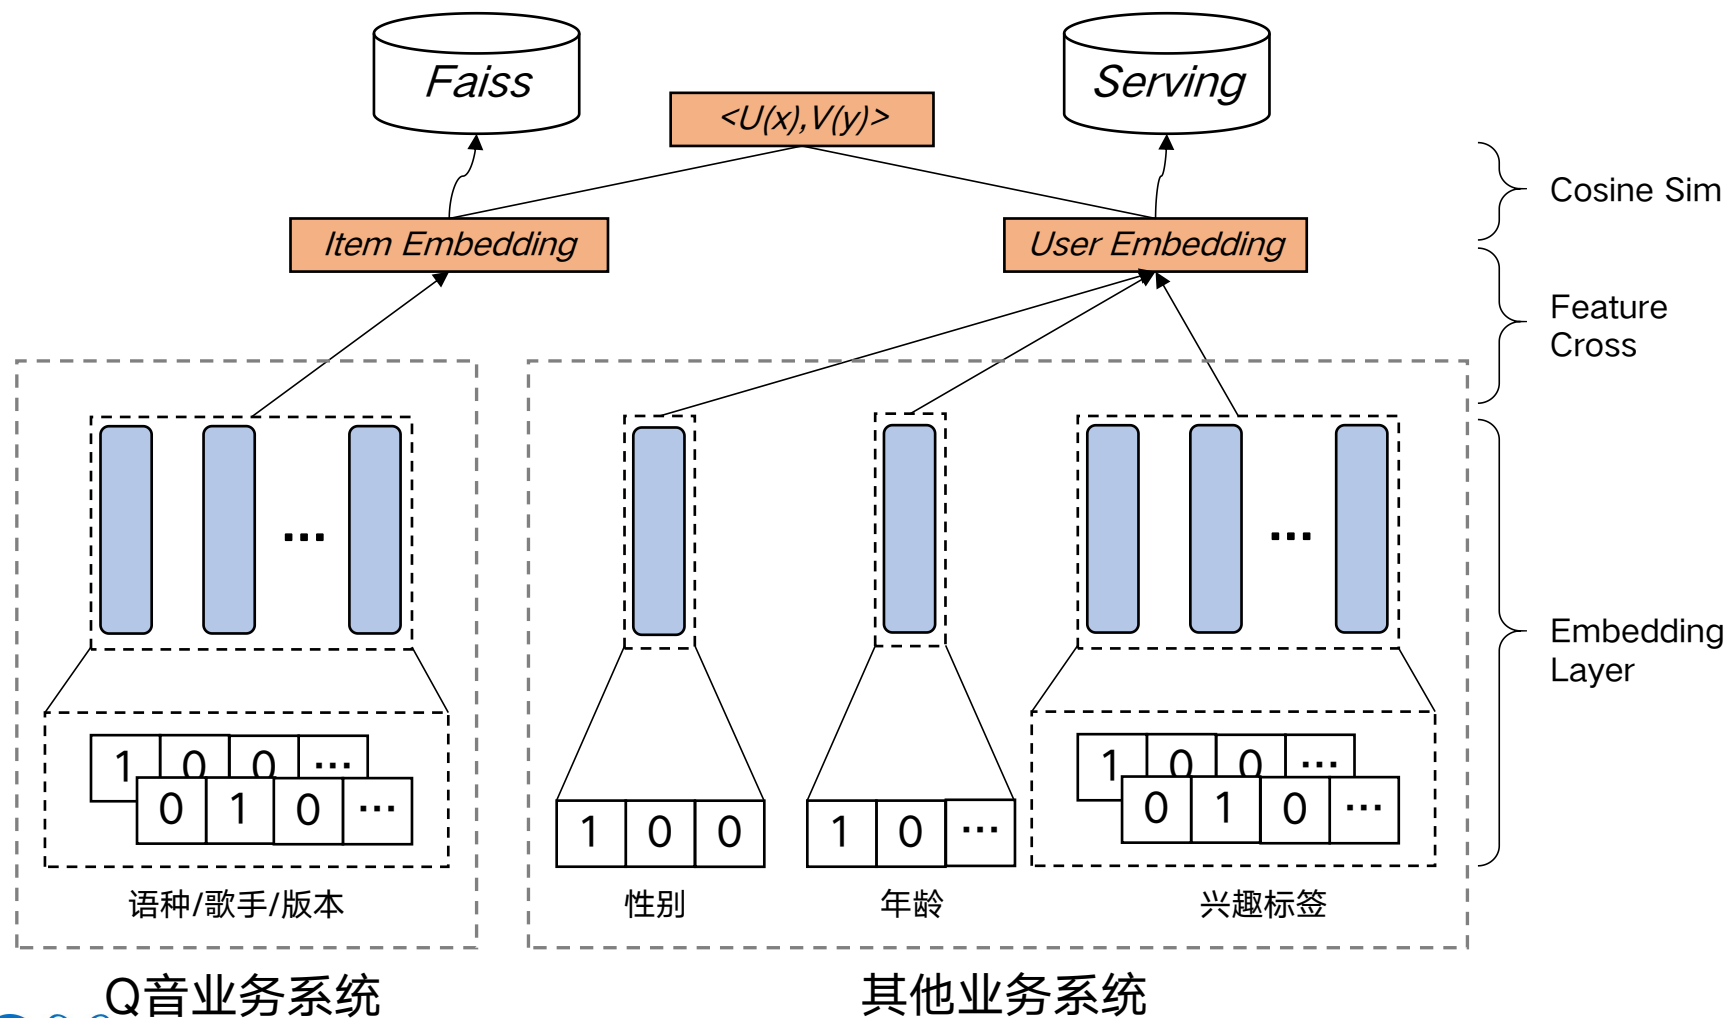 Faiss
Serving
<U(x),V(y)>
Cosine Sim
Item Embedding
User Embedding
Feature
Cross
...
...
Embedding
Layer
1 0 0 ...
0 1 0 ...
1 0 0
1 0 ...
1 0 0 ...
0 1 0 ...
语种/歌手/版本
性别
年龄
兴趣标签
Q音业务系统
其他业务系统